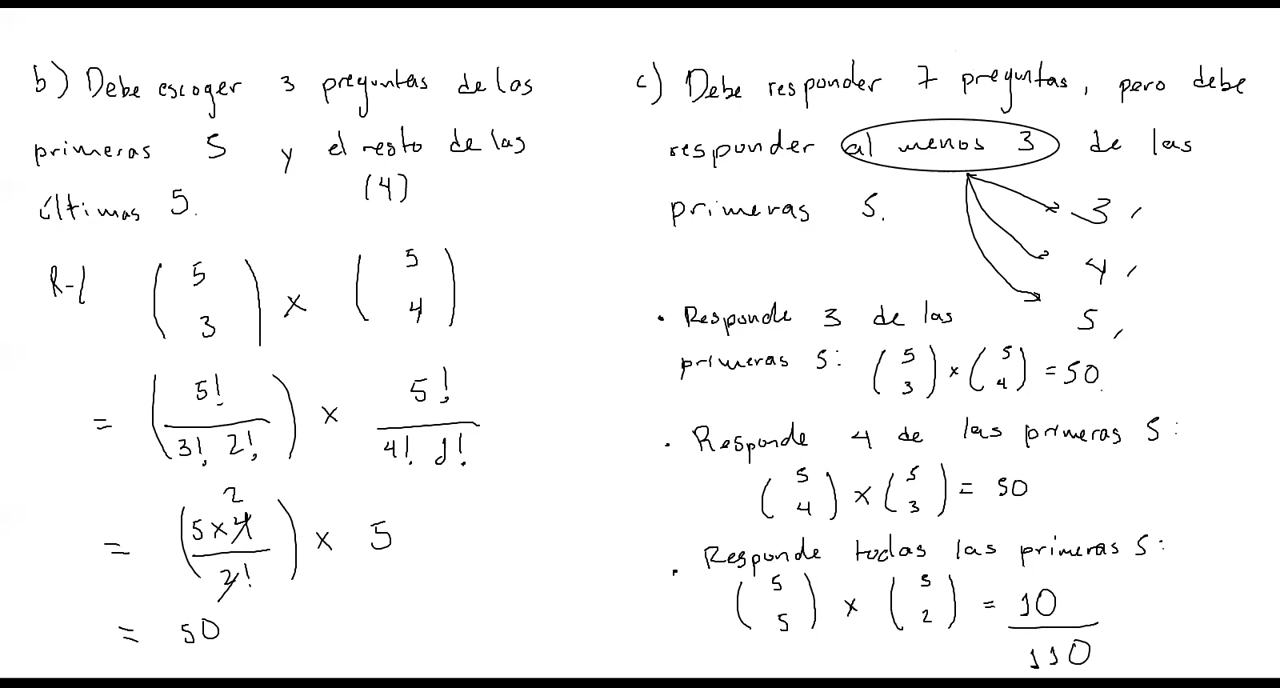 b) Debe escoger 3 preguntas de las
primeras 5 y el resto de las
(4)
últimas 5.
R-/ (5 3) × (5 4)
= (5!/(3! 2!)) × 5!/(4! 1!)
2
= (5×4/2!) × 5
= 50
c) Debe responder 7 preguntas, pero debe
responder al menos 3 de las
primeras 5.
3,
4,
5,
• Responde 3 de las
primeras 5: (5 3) × (5 4) = 50
• Responde 4 de las primeras 5:
(5 4) × (5 3) = 50
• Responde todas las primeras 5:
(5 5) × (5 2) = 10
110